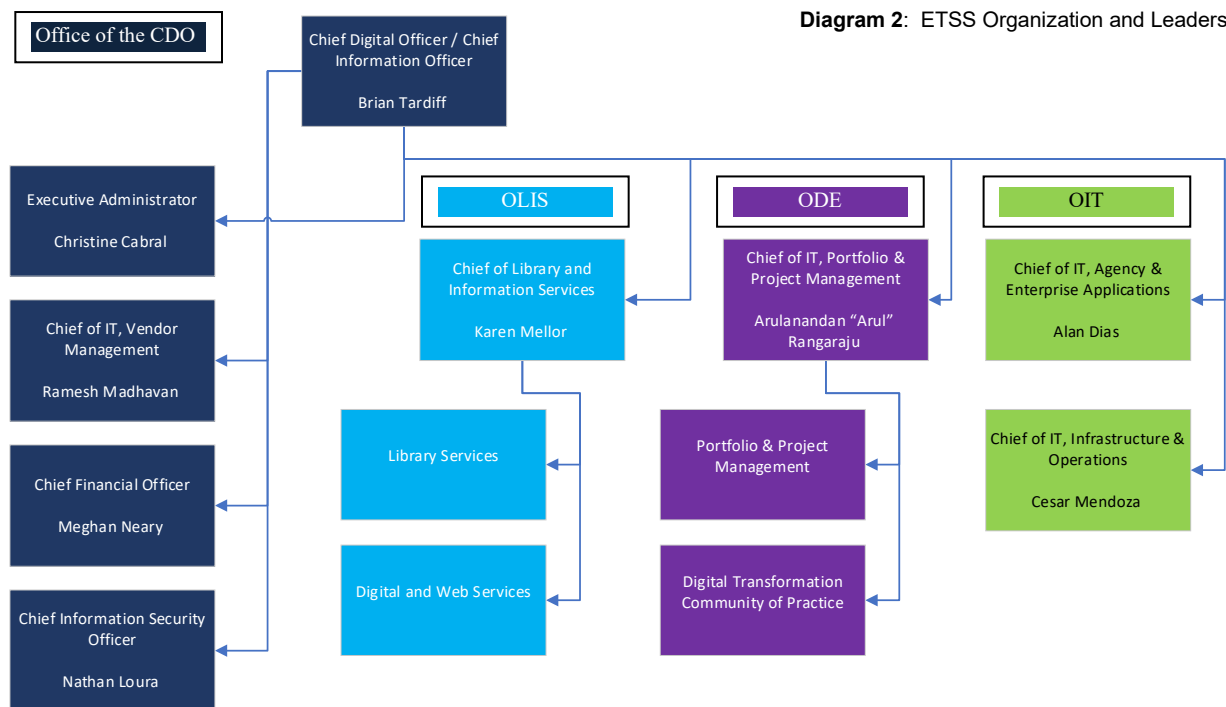 Office of the CDO
Diagram 2: ETSS Organization and Leaders
Chief Digital Officer / Chief
Information Officer
Brian Tardiff
Executive Administrator
Christine Cabral
Chief of IT, Vendor
Management
Ramesh Madhavan
Chief Financial Officer
Meghan Neary
Chief Information Security
Officer
Nathan Loura
OLIS
Chief of Library and
Information Services
Karen Mellor
Library Services
Digital and Web Services
ODE
Chief of IT, Portfolio &
Project Management
Arulanandan “Arul”
Rangaraju
Portfolio & Project
Management
Digital Transformation
Community of Practice
OIT
Chief of IT, Agency &
Enterprise Applications
Alan Dias
Chief of IT, Infrastructure &
Operations
Cesar Mendoza